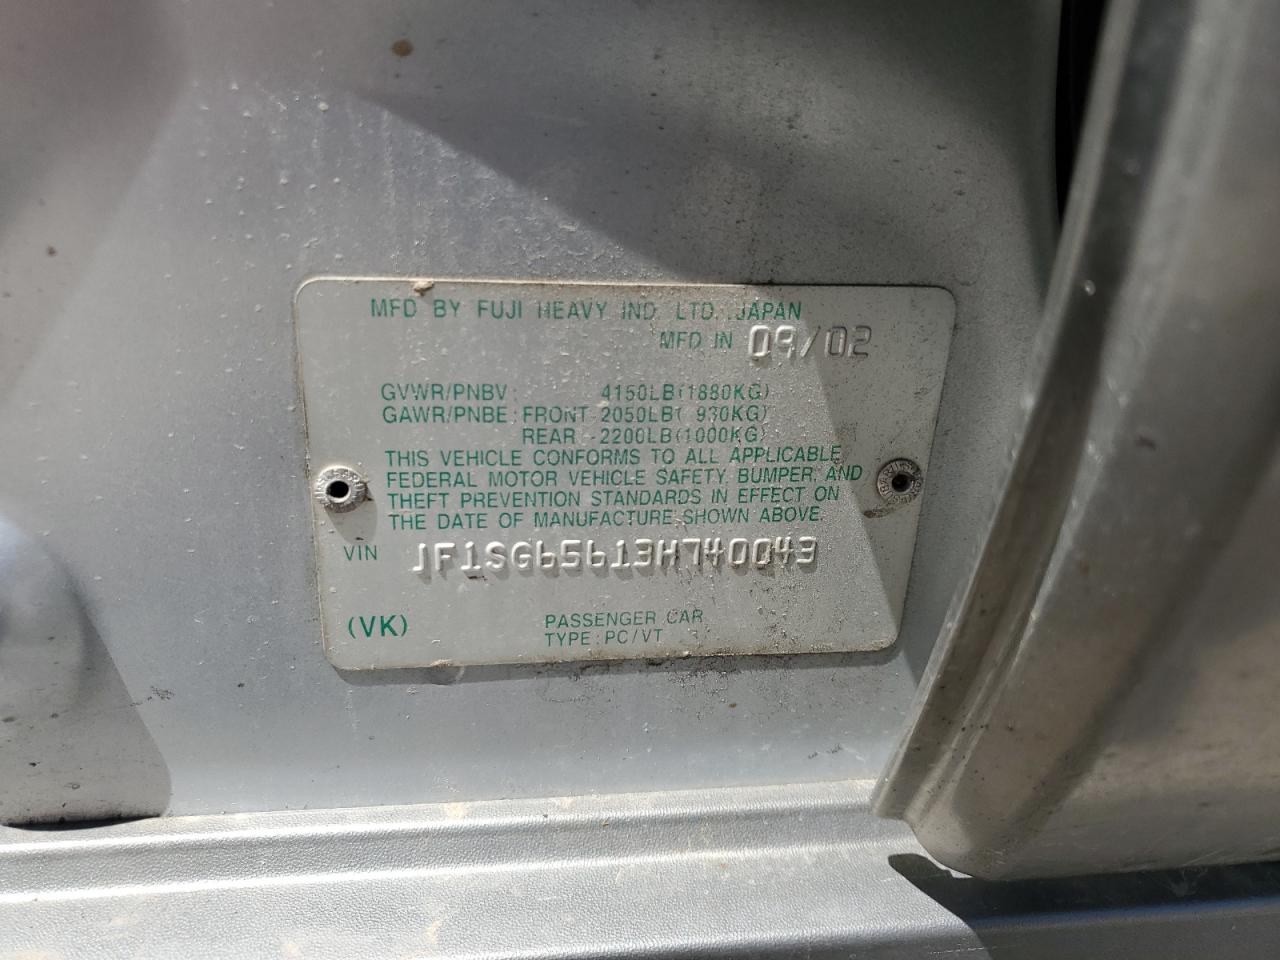 MFD BY FUJI HEAVY IND. LTD. JAPAN
MFD IN 09/02
GVWR/PNBV: 4150LB(1880KG)
GAWR/PNBE: FRONT-2050LB( 930KG)
REAR -2200LB(1000KG)
THIS VEHICLE CONFORMS TO ALL APPLICABLE
FEDERAL MOTOR VEHICLE SAFETY, BUMPER, AND
THEFT PREVENTION STANDARDS IN EFFECT ON
THE DATE OF MANUFACTURE SHOWN ABOVE.
VIN JF1SG65613H740043
(VK) PASSENGER CAR
TYPE: PC/VT